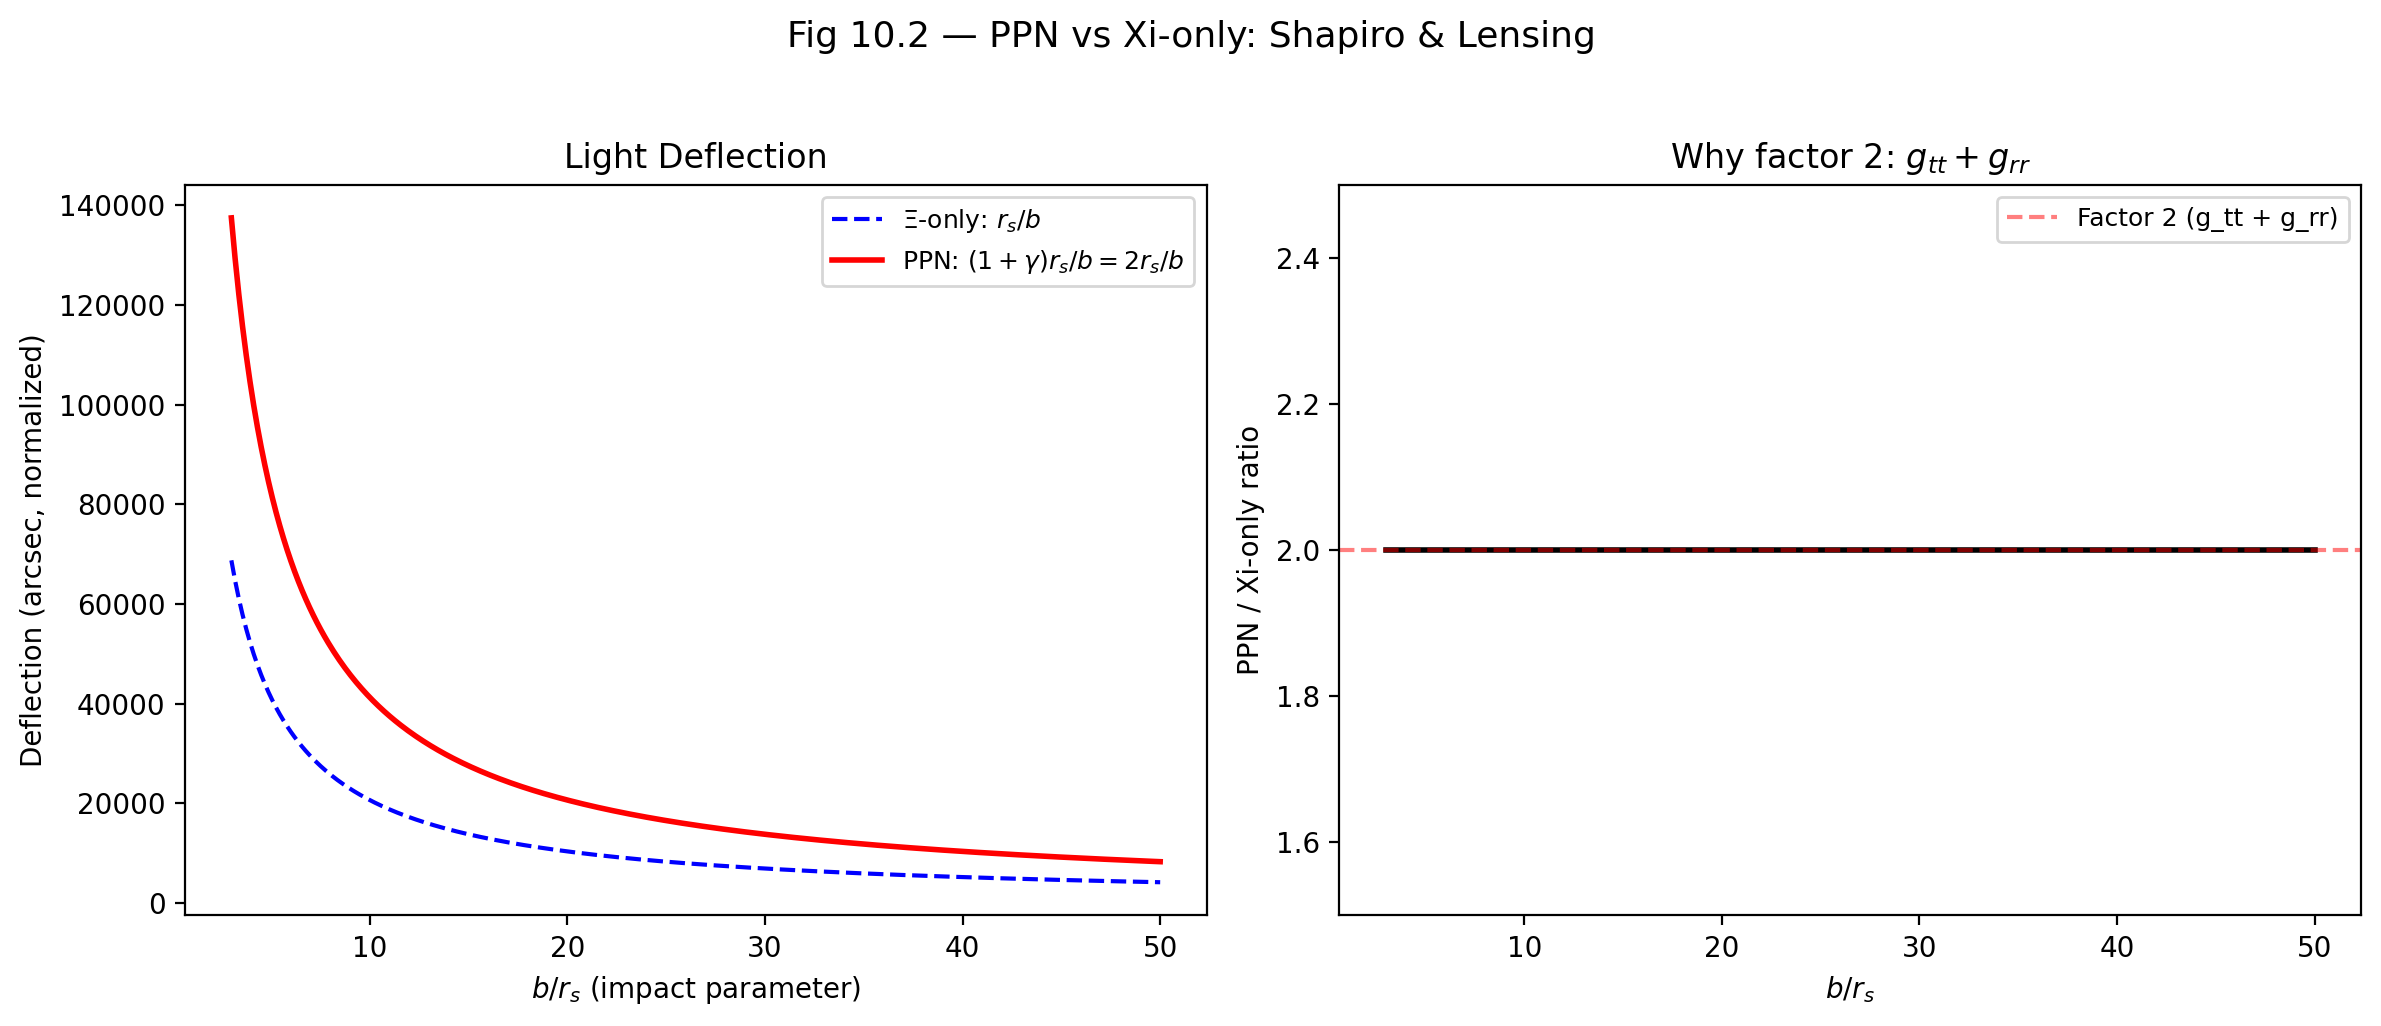 Fig 10.2 — PPN vs Xi-only: Shapiro & Lensing
Light Deflection
140000
120000
100000
80000
60000
40000
20000
0
Deflection (arcsec, normalized)
Ξ-only: r_s/b
PPN: (1 + γ)r_s/b = 2r_s/b
10
20
30
40
50
b/r_s (impact parameter)
Why factor 2: g_tt + g_rr
2.4
2.2
2.0
1.8
1.6
PPN / Xi-only ratio
Factor 2 (g_tt + g_rr)
10
20
30
40
50
b/r_s